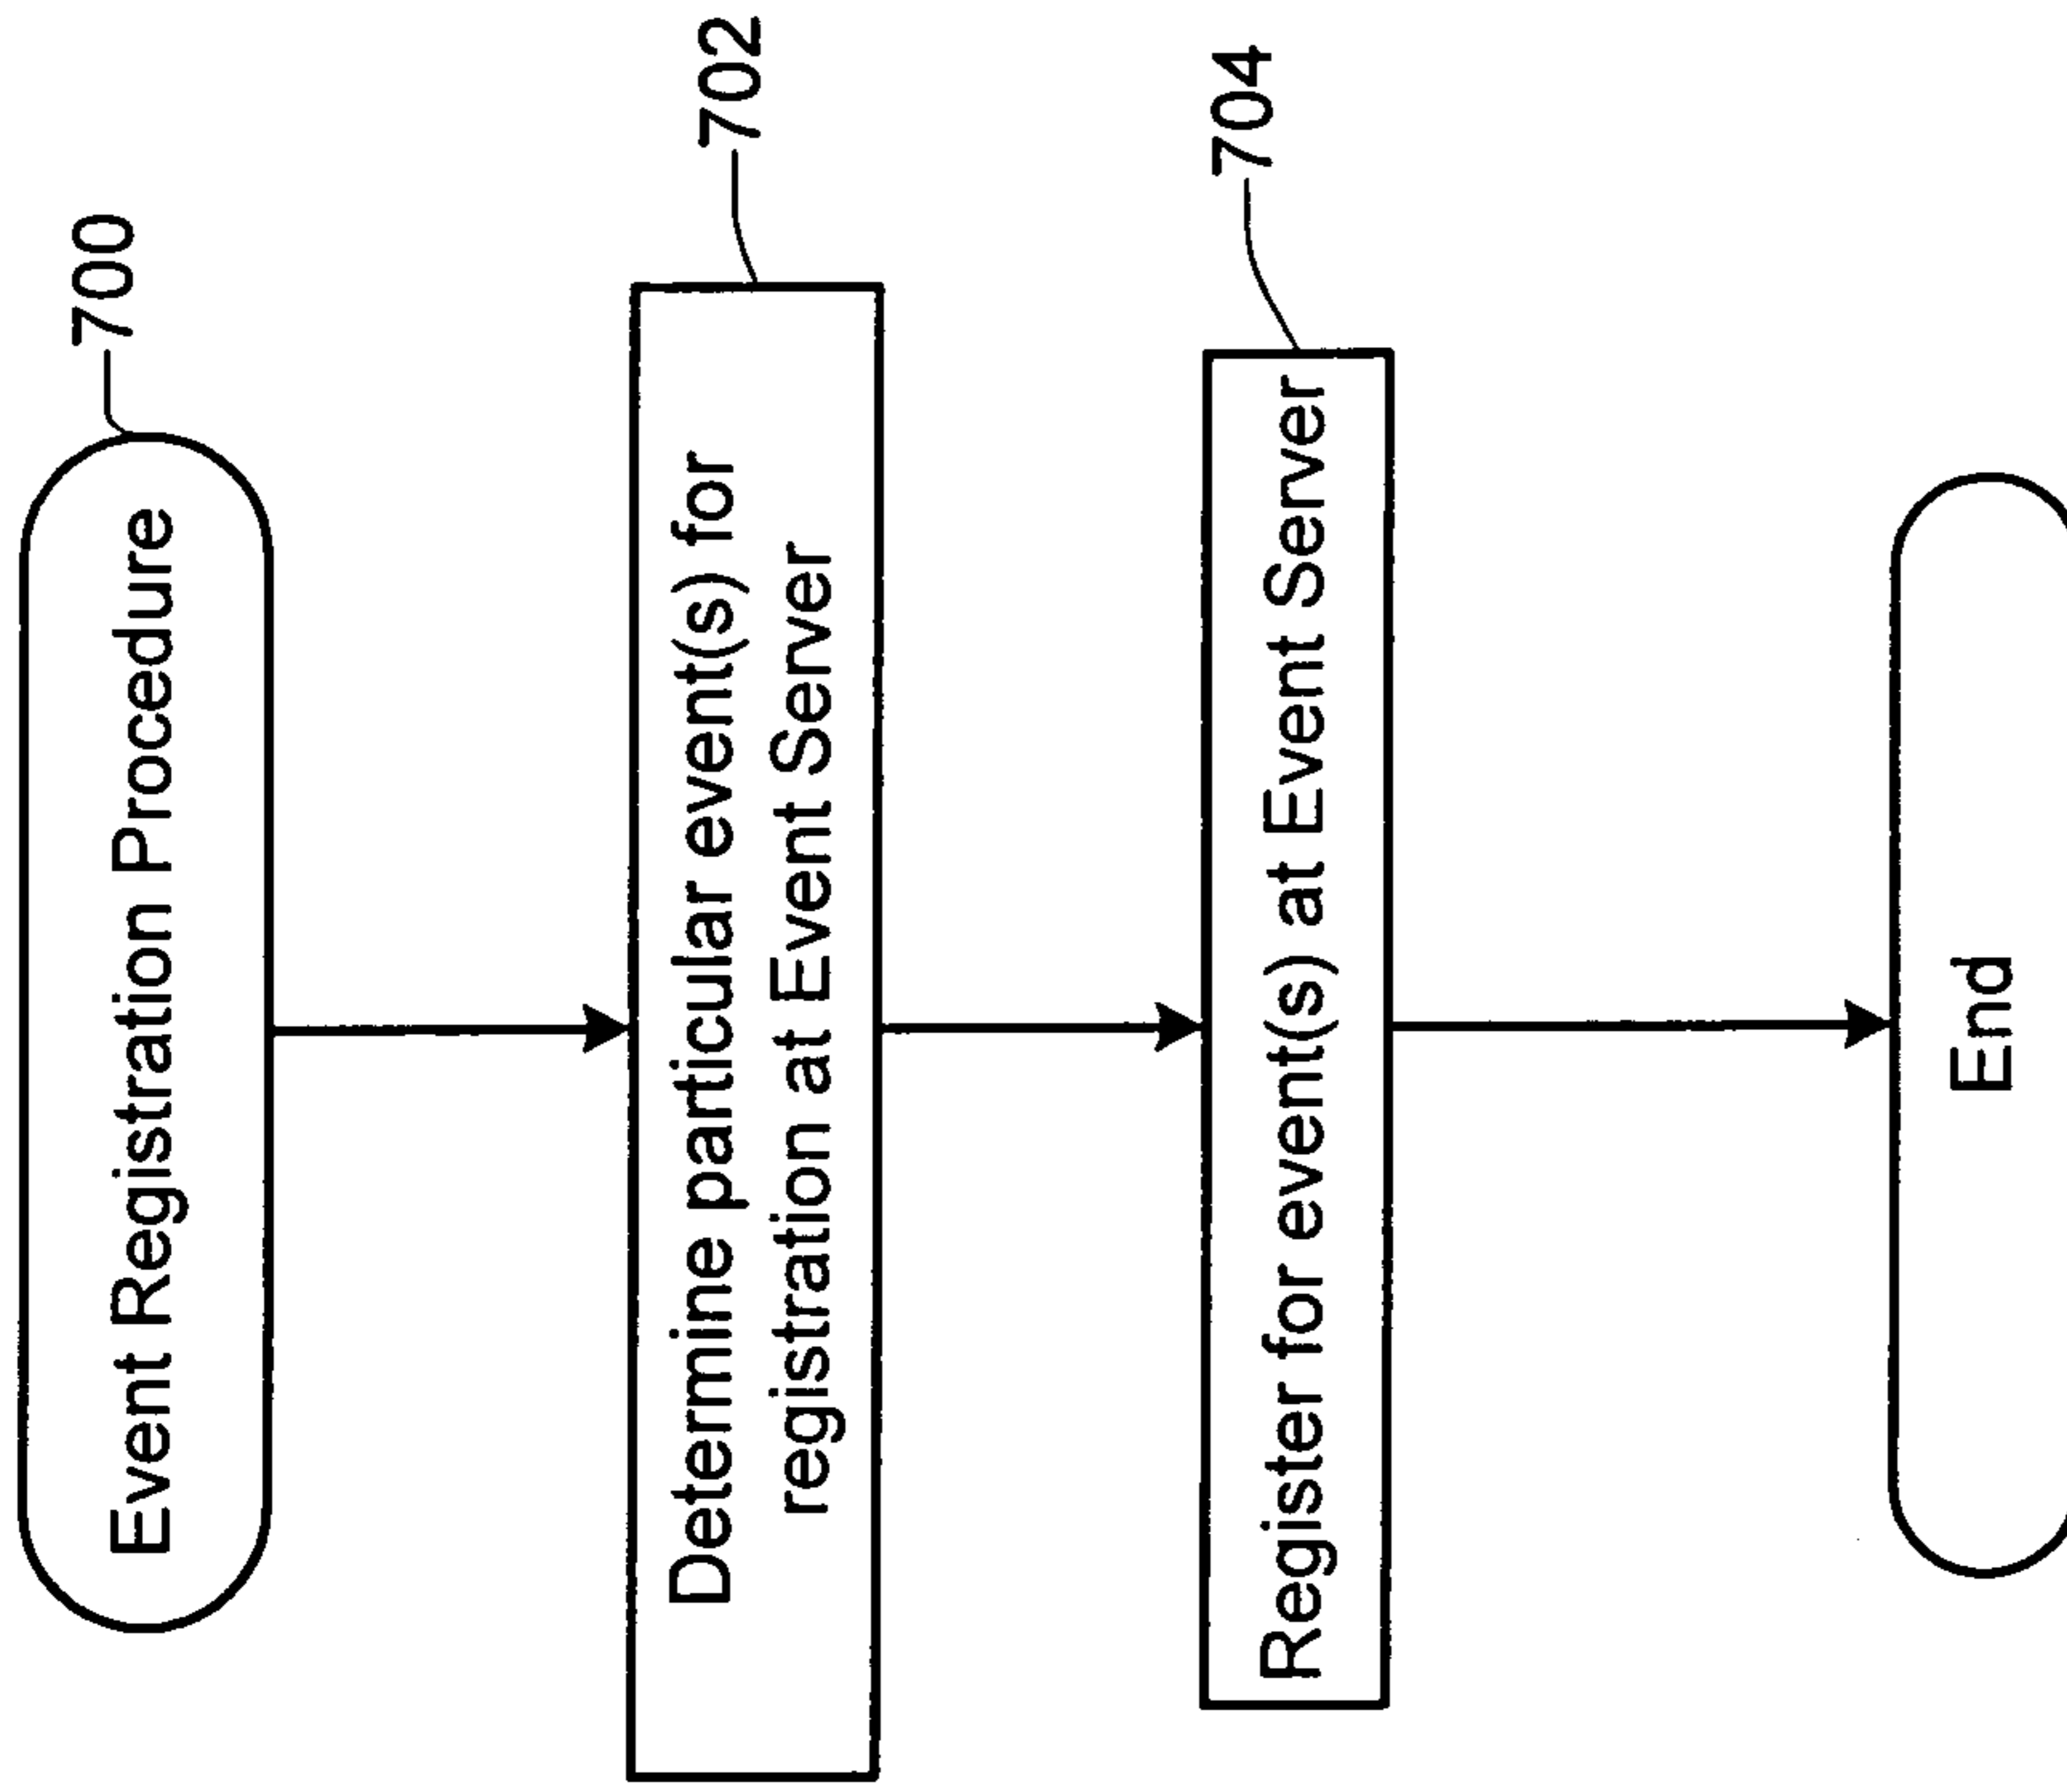 Event Registration Procedure
700
Determine particular event(s) for
registration at Event Server
702
Register for event(s) at Event Server
704
End